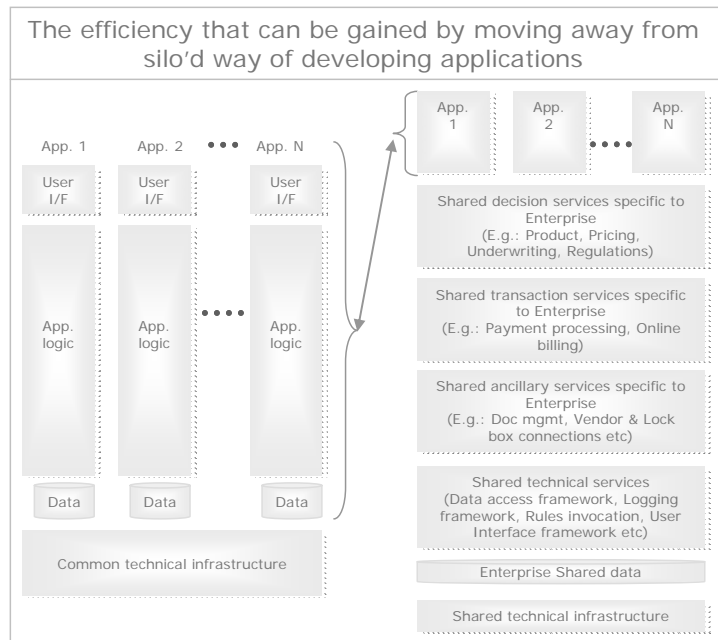 The efficiency that can be gained by moving away from
silo'd way of developing applications
App. 1
App. 2
App. N
User
I/F
User
I/F
User
I/F
App.
logic
App.
logic
App.
logic
Data
Data
Data
Common technical infrastructure
App.
1
App.
2
App.
N
Shared decision services specific to
Enterprise
(E.g.: Product, Pricing,
Underwriting, Regulations)
Shared transaction services specific
to Enterprise
(E.g.: Payment processing, Online
billing)
Shared ancillary services specific to
Enterprise
(E.g.: Doc mgmt, Vendor & Lock
box connections etc)
Shared technical services
(Data access framework, Logging
framework, Rules invocation, User
Interface framework etc)
Enterprise Shared data
Shared technical infrastructure